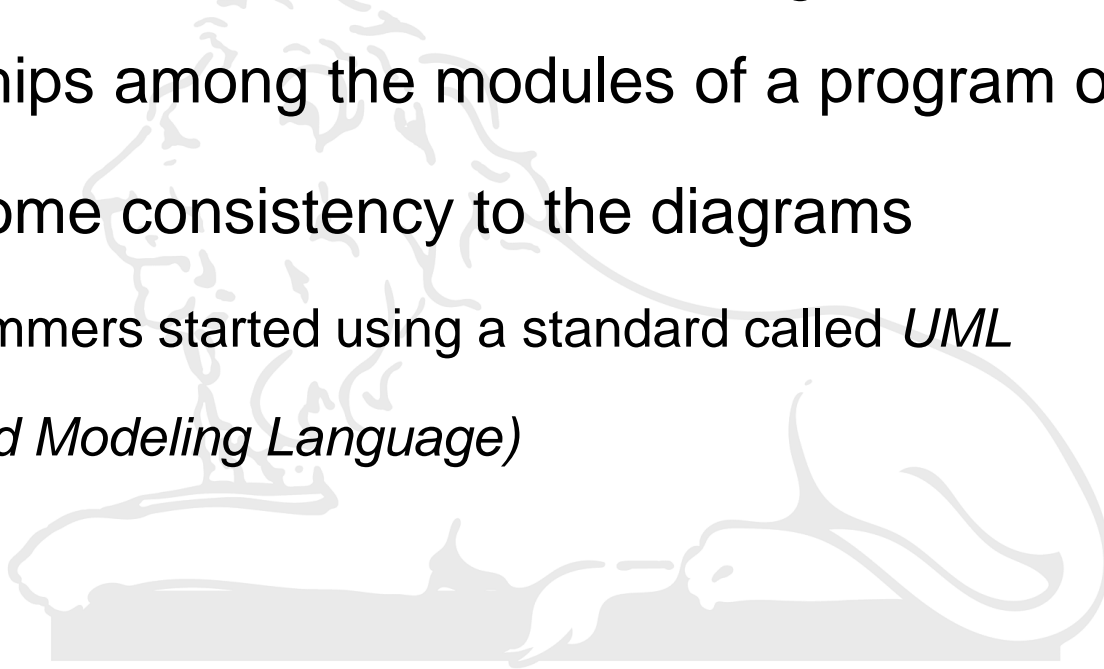 hips among the modules of a program o
ome consistency to the diagrams
mmers started using a standard called UML
d Modeling Language)